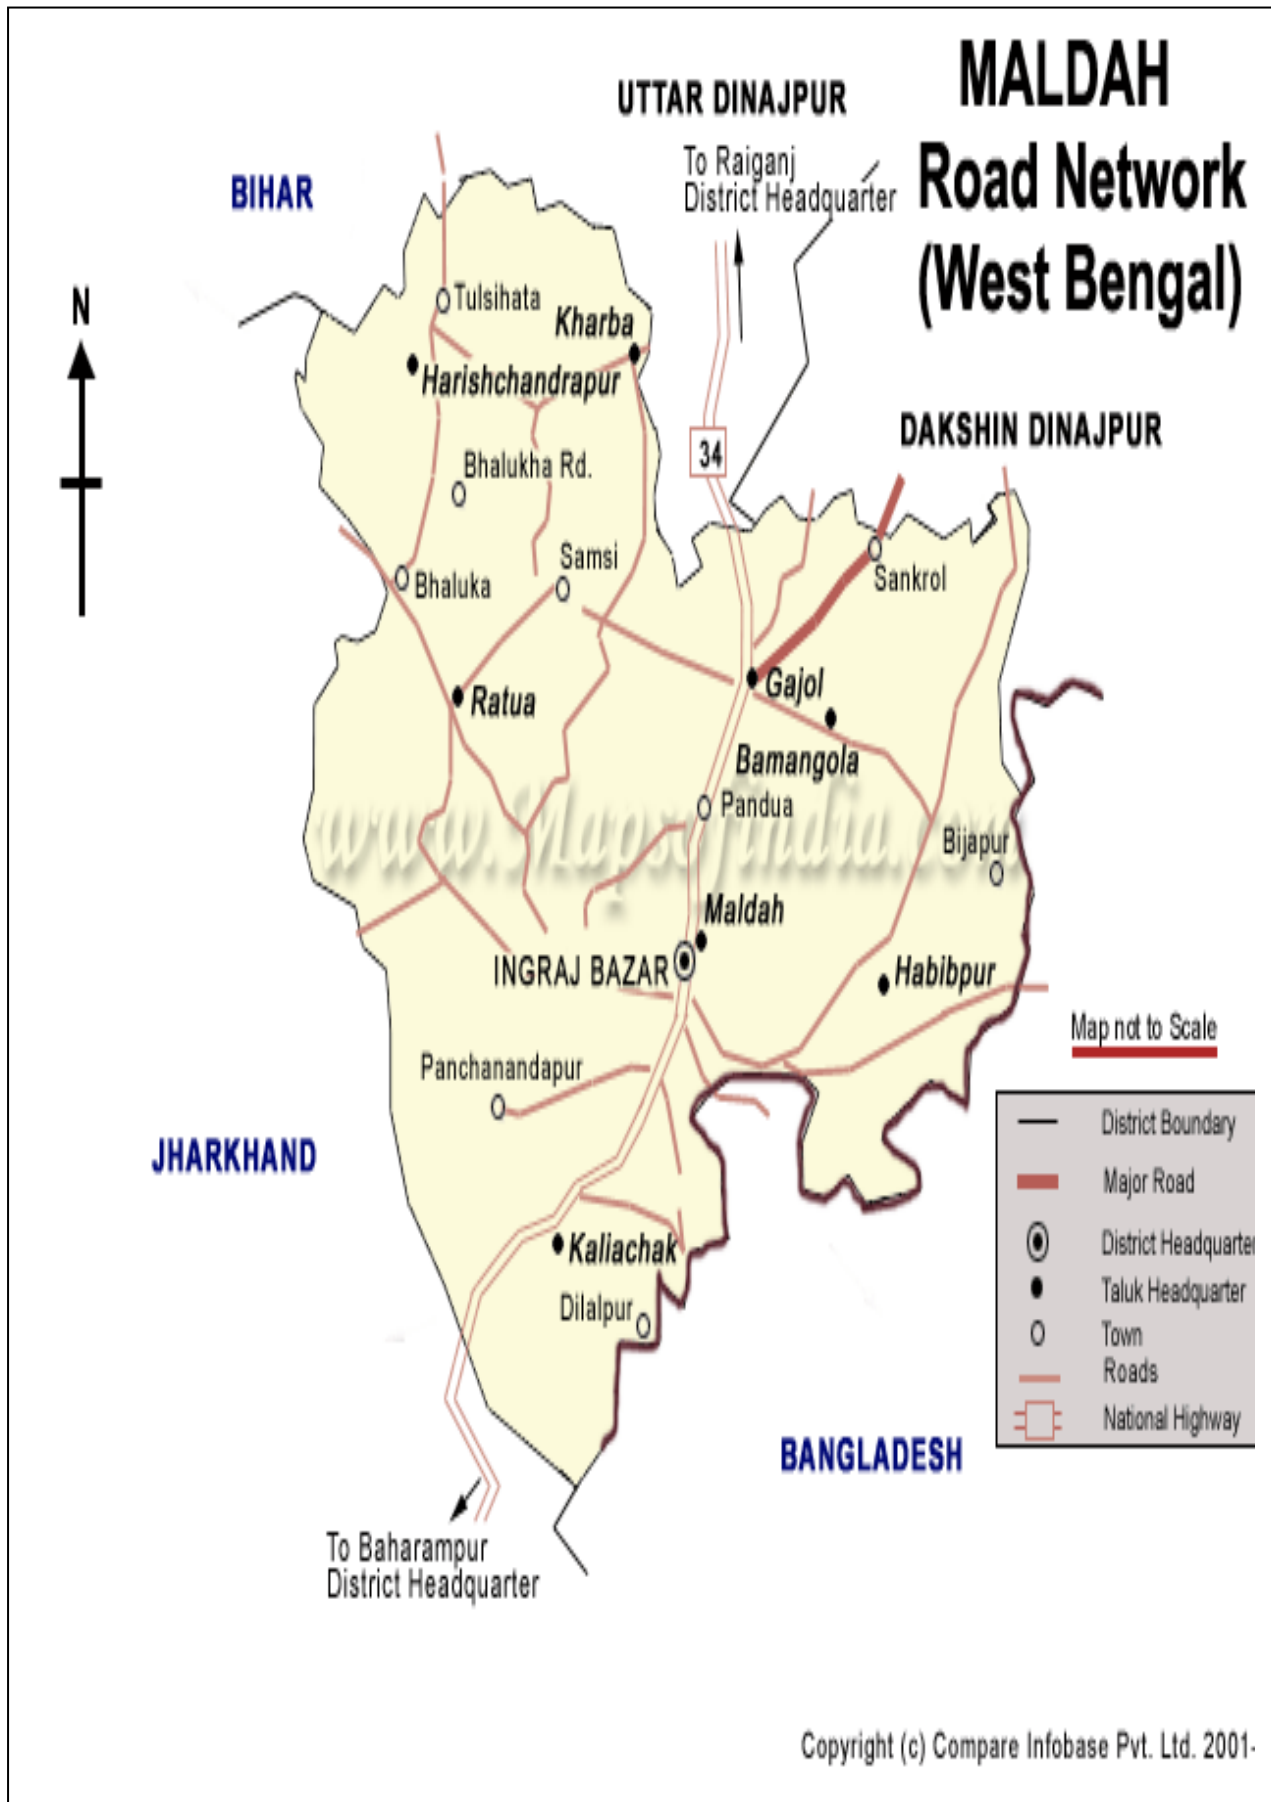 MALDAH
Road Network
(West Bengal)
UTTAR DINAJPUR
To Raiganj
District Headquarter
BIHAR
N
Tulsihata
Kharba
Harishchandrapur
34
DAKSHIN DINAJPUR
Bhalukha Rd.
Samsi
Bhaluka
Sankrol
Gajol
Ratua
Bamangola
Pandua
www.Mapsofindia.com
Bijapur
Maldah
INGRAJ BAZAR
Habibpur
Map not to Scale
Panchanandapur
JHARKHAND
District Boundary
Major Road
District Headquarter
Taluk Headquarter
Town
Roads
National Highway
Kaliachak
Dilalpur
BANGLADESH
To Baharampur
District Headquarter
Copyright (c) Compare Infobase Pvt. Ltd. 2001-